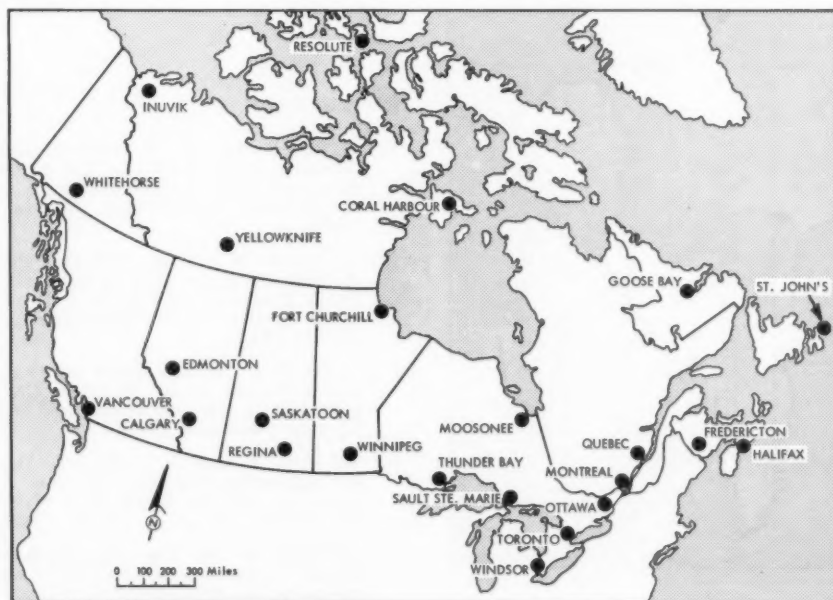 RESOLUTE
INUVIK
WHITEHORSE
CORAL HARBOUR
YELLOWKNIFE
GOOSE BAY
ST. JOHN'S
FORT CHURCHILL
EDMONTON
VANCOUVER
CALGARY
SASKATOON
MOOSONEE
REGINA
WINNIPEG
QUEBEC
FREDERICTON
HALIFAX
THUNDER BAY
MONTREAL
SAULT STE. MARIE
OTTAWA
N
TORONTO
WINDSOR
0 100 200 300 Miles